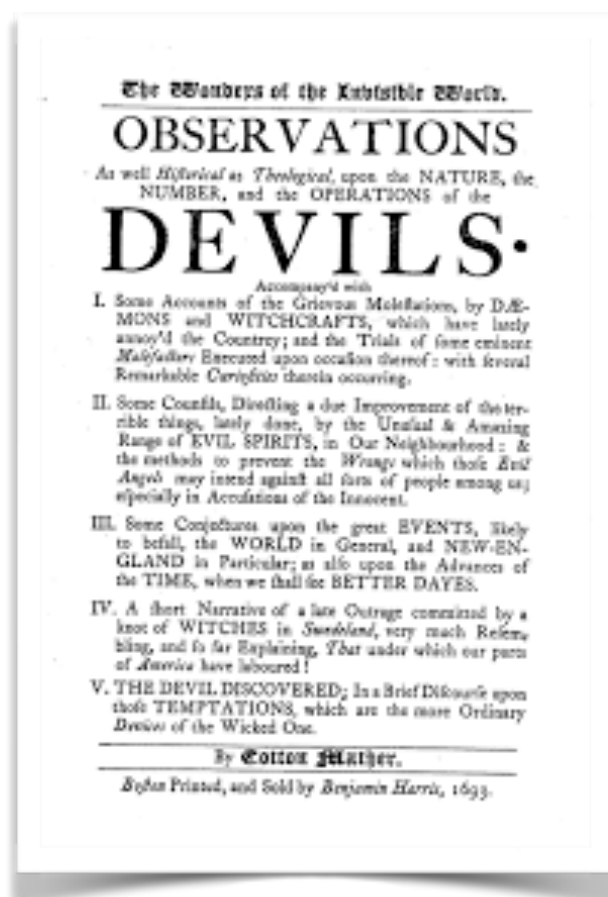 The Wonders of the Invisible World.
OBSERVATIONS
As well Hiſtorical as Theological, upon the NATURE, the
NUMBER, and the OPERATIONS of the
DEVILS.
Accompany'd with
I. Some Accounts of the Grievous Moleſtations, by DÆ-
MONS and WITCHCRAFTS, which have lately
annoy'd the Countrey; and the Trials of ſome eminent
Malefactors Executed upon occaſion thereof: with ſeveral
Remarkable Curioſities therein occurring.
II. Some Counſils, Directing a due Improvement of the ter-
rible things, lately done, by the Unuſual & Amazing
Range of EVIL SPIRITS, in Our Neighbourhood: &
the methods to prevent the Wrongs which thoſe Evil
Angels may intend againſt all ſorts of people among us;
eſpecially in Accuſations of the Innocent.
III. Some Conjectures upon the great EVENTS, likely
to befall, the WORLD in General, and NEW-EN-
GLAND in Particular; as alſo upon the Advances of
the TIME, when we ſhall ſee BETTER DAYES.
IV. A ſhort Narrative of a late Outrage committed by a
knot of WITCHES in Swedeland, very much Reſem-
bling, and ſo far Explaining, That under which our parts
of America have laboured!
V. THE DEVIL DISCOVERED; In a Brief Diſcourſe upon
thoſe TEMPTATIONS, which are the more Ordinary
Devices of the Wicked One.
By Cotton Mather.
Boſton Printed, and Sold by Benjamin Harris, 1693.